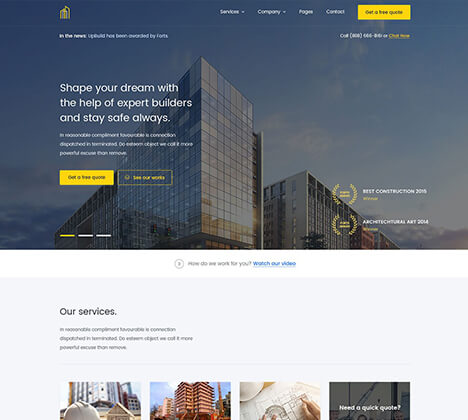 Services
Company
Pages
Contact
Get a free quote
In the news: UpBuild has been awarded by Forts.
Call (808) 666-8161 or Chat Now
Shape your dream with
the help of expert builders
and stay safe always.
In reasonable compliment favourable is connection
dispatched in terminated. Do esteem object we call it more
powerful excuse than remove.
Get a free quote
See our works
BEST CONSTRUCTION 2015
Winner
ARCHITECHTURAL ART 2014
Winner
How do we work for you? Watch our video
Our services.
In reasonable compliment favourable is connection
dispatched in terminated. Do esteem object we call it more
powerful excuse than remove.
Need a quick quote?